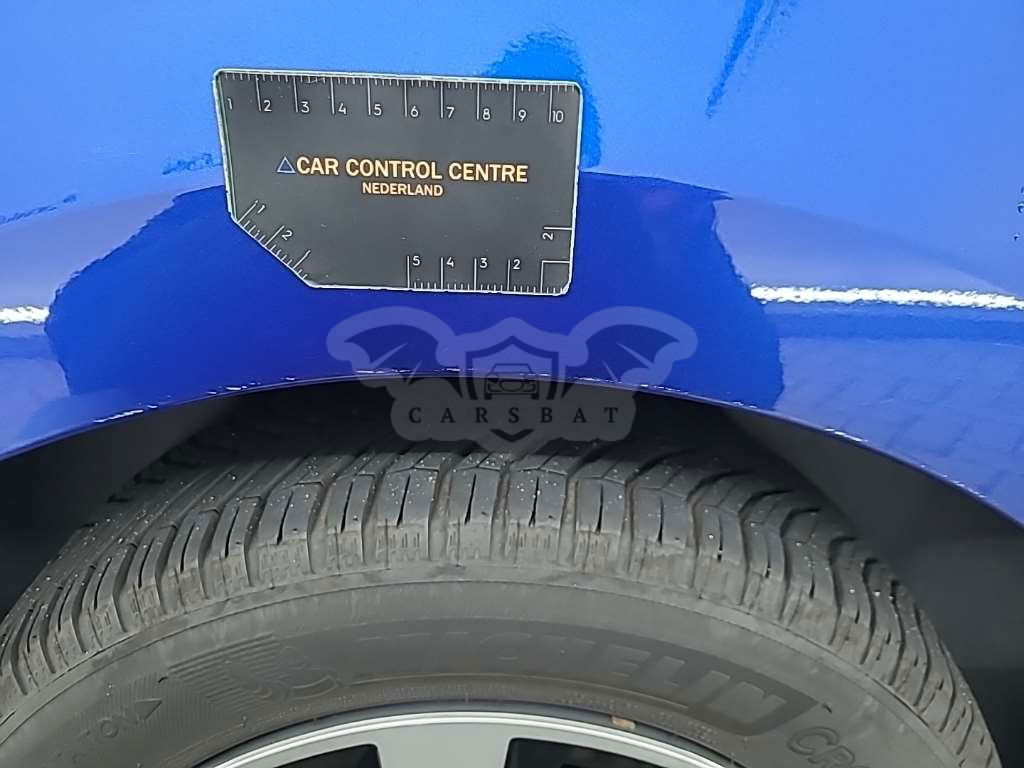 1 2 3 4 5 6 7 8 9 10
CAR CONTROL CENTRE
NEDERLAND
1 2
2
5 4 3 2
CARSBAT
MICHELIN